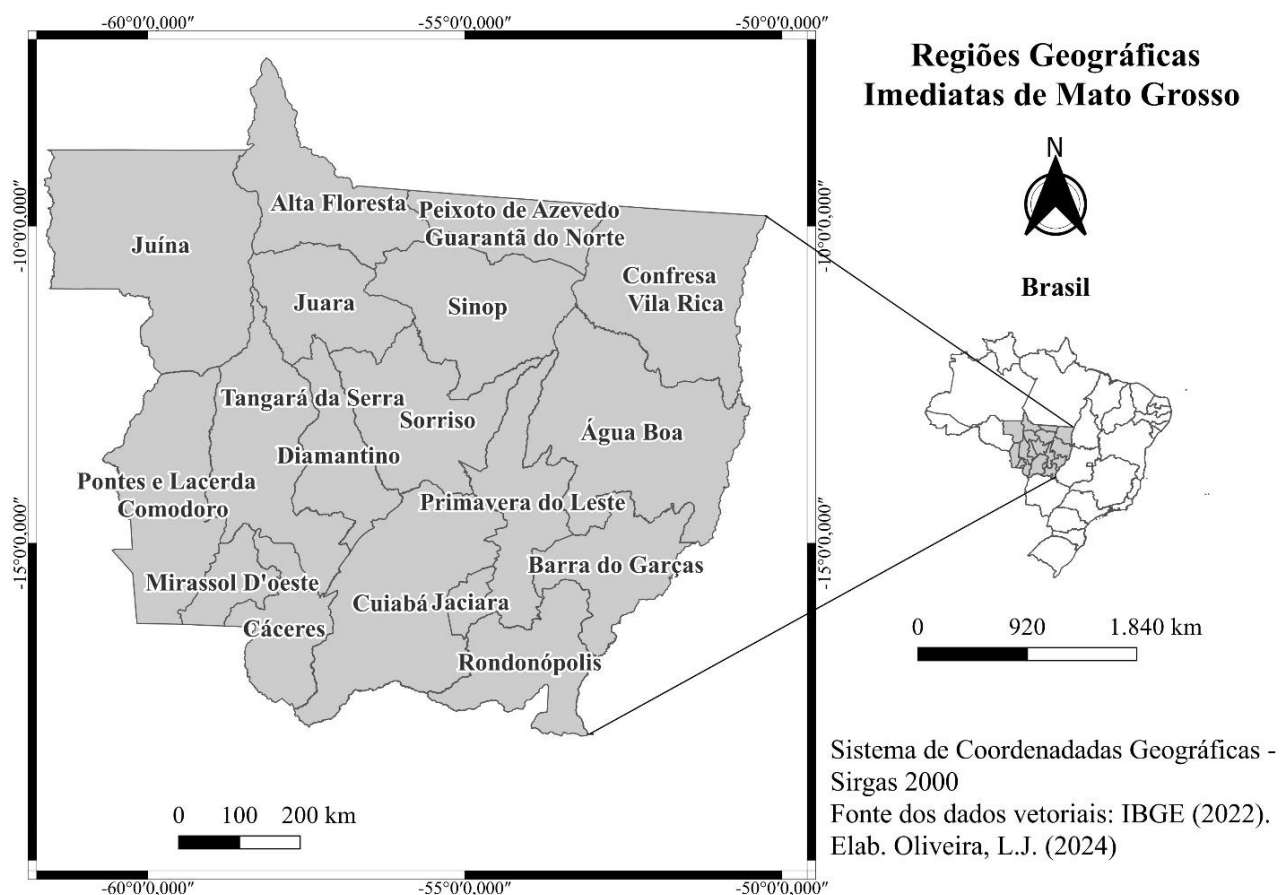 -60°0'0,000" -55°0'0,000" -50°0'0,000"
Regiões Geográficas
Imediatas de Mato Grosso
N
Alta Floresta
Peixoto de Azevedo
Guarantã do Norte
-10°0'0,000"
-10°0'0,000"
Juína
Confresa
Vila Rica
Juara
Sinop
Brasil
Tangará da Serra
Sorriso
Água Boa
Diamantino
Pontes e Lacerda
Comodoro
Primavera do Leste
-15°0'0,000"
-15°0'0,000"
Barra do Garças
Mirassol D'oeste
Cuiabá
Jaciara
Cáceres
Rondonópolis
0 920 1.840 km
Sistema de Coordenadadas Geográficas -
Sirgas 2000
Fonte dos dados vetoriais: IBGE (2022).
Elab. Oliveira, L.J. (2024)
0 100 200 km
-60°0'0,000" -55°0'0,000" -50°0'0,000"